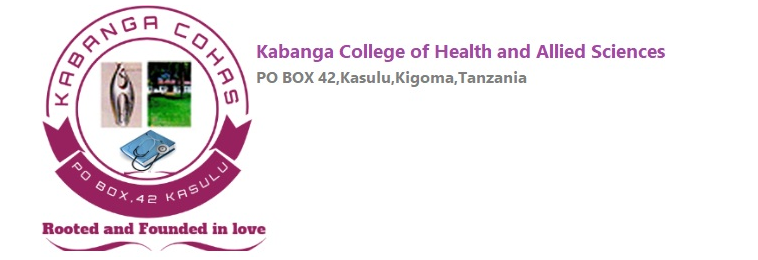 KABANGA COHAS
PO BOX,42 KASULU
Rooted and Founded in love
Kabanga College of Health and Allied Sciences
PO BOX 42,Kasulu,Kigoma,Tanzania